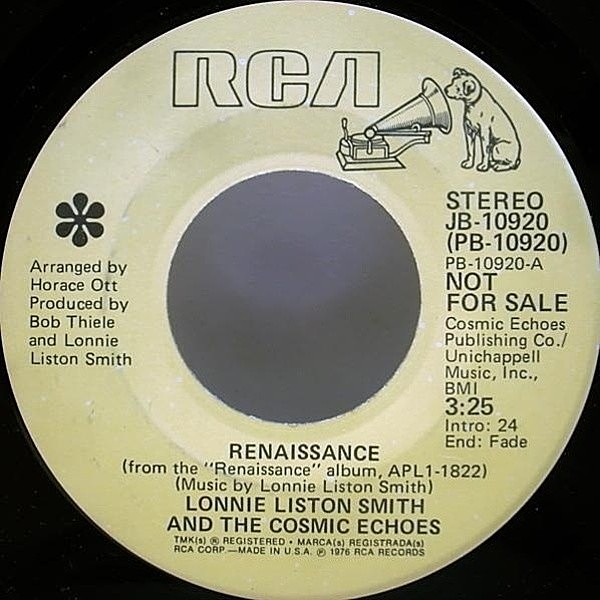 RCA
STEREO
JB-10920
(PB-10920)
PB-10920-A
NOT
FOR SALE
Cosmic Echoes
Publishing Co./
Unichappell
Music, Inc.,
BMI
3:25
Intro: 24
End: Fade
Arranged by
Horace Ott
Produced by
Bob Thiele
and Lonnie
Liston Smith
RENAISSANCE
(from the "Renaissance" album, APL1-1822)
(Music by Lonnie Liston Smith)
LONNIE LISTON SMITH
AND THE COSMIC ECHOES
TMK(s) ® REGISTERED • MARCA(s) REGISTRADA(s)
RCA CORP.—MADE IN U.S.A. ℗ 1976 RCA RECORDS